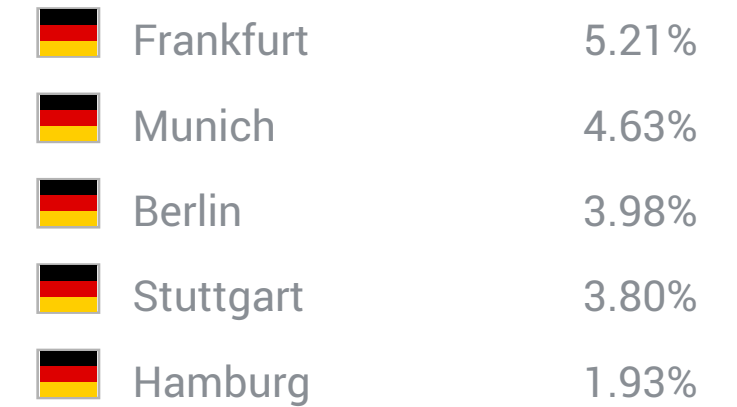 Frankfurt 5.21%
Munich 4.63%
Berlin 3.98%
Stuttgart 3.80%
Hamburg 1.93%